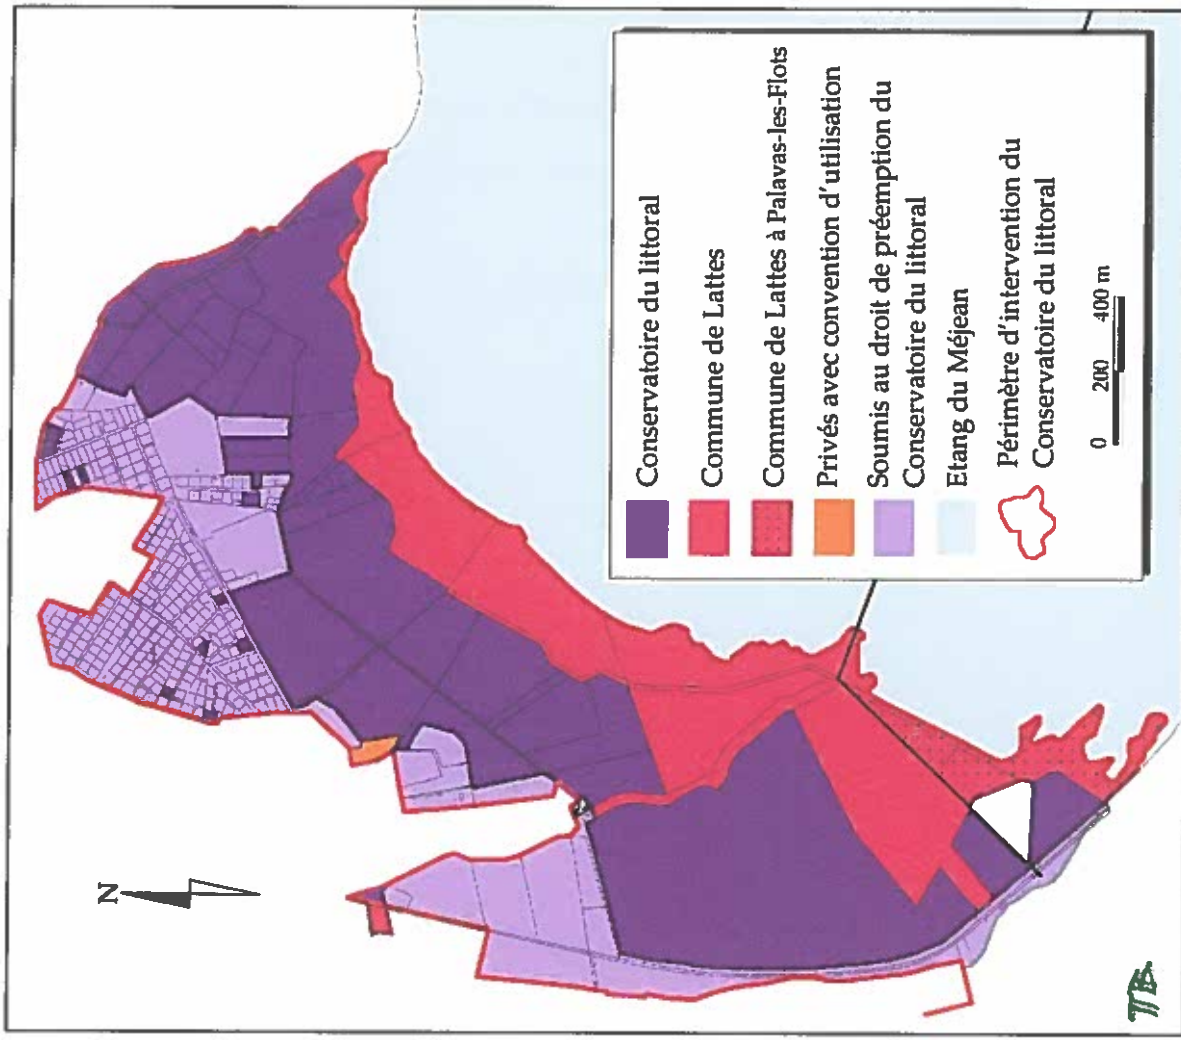 N
Conservatoire du littoral
Commune de Lattes
Commune de Lattes à Palavas-les-Flots
Privés avec convention d'utilisation
Soumis au droit de préemption du
Conservatoire du littoral
Etang du Méjean
Périmètre d'intervention du
Conservatoire du littoral
0 200 400 m